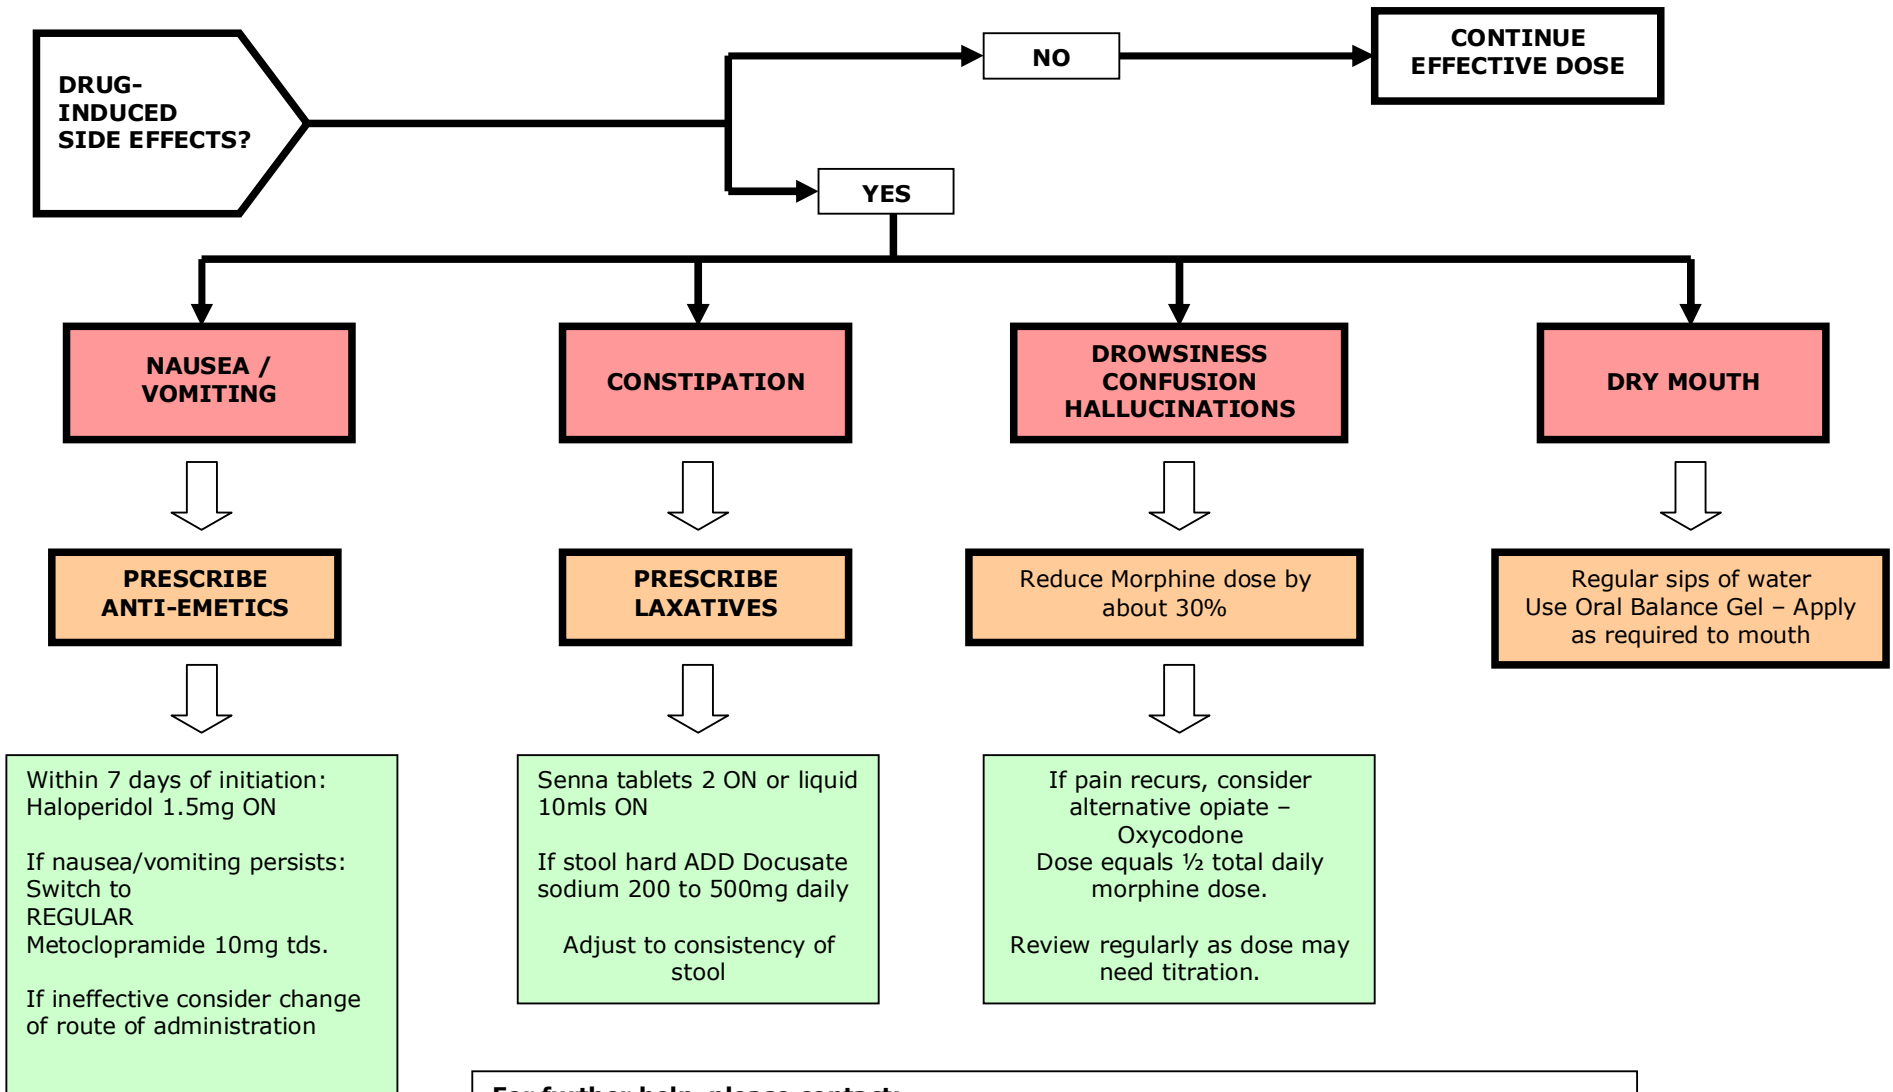 DRUG-
INDUCED
SIDE EFFECTS?
NO
CONTINUE
EFFECTIVE DOSE
YES
NAUSEA /
VOMITING
CONSTIPATION
DROWSINESS
CONFUSION
HALLUCINATIONS
DRY MOUTH
PRESCRIBE
ANTI-EMETICS
PRESCRIBE
LAXATIVES
Reduce Morphine dose by
about 30%
Regular sips of water
Use Oral Balance Gel – Apply
as required to mouth
Within 7 days of initiation:
Haloperidol 1.5mg ON
If nausea/vomiting persists:
Switch to
REGULAR
Metoclopramide 10mg tds.
If ineffective consider change
of route of administration
Senna tablets 2 ON or liquid
10mls ON
If stool hard ADD Docusate
sodium 200 to 500mg daily
Adjust to consistency of
stool
If pain recurs, consider
alternative opiate –
Oxycodone
Dose equals ½ total daily
morphine dose.
Review regularly as dose may
need titration.
For further help, please contact: